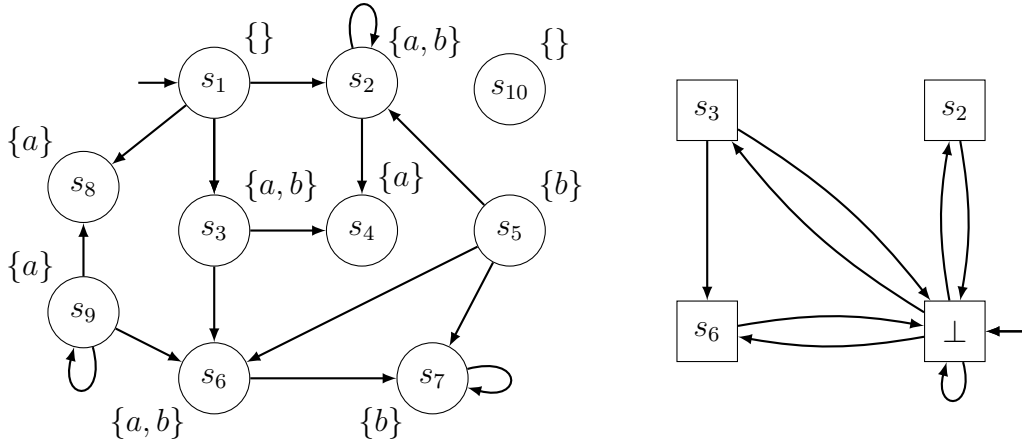 {}
{a, b}
{}
s1
s2
s10
s3
s2
{a}
s8
{a, b}
{a}
{b}
s3
s4
s5
{a}
s9
s6
⊥
s6
s7
{a, b}
{b}